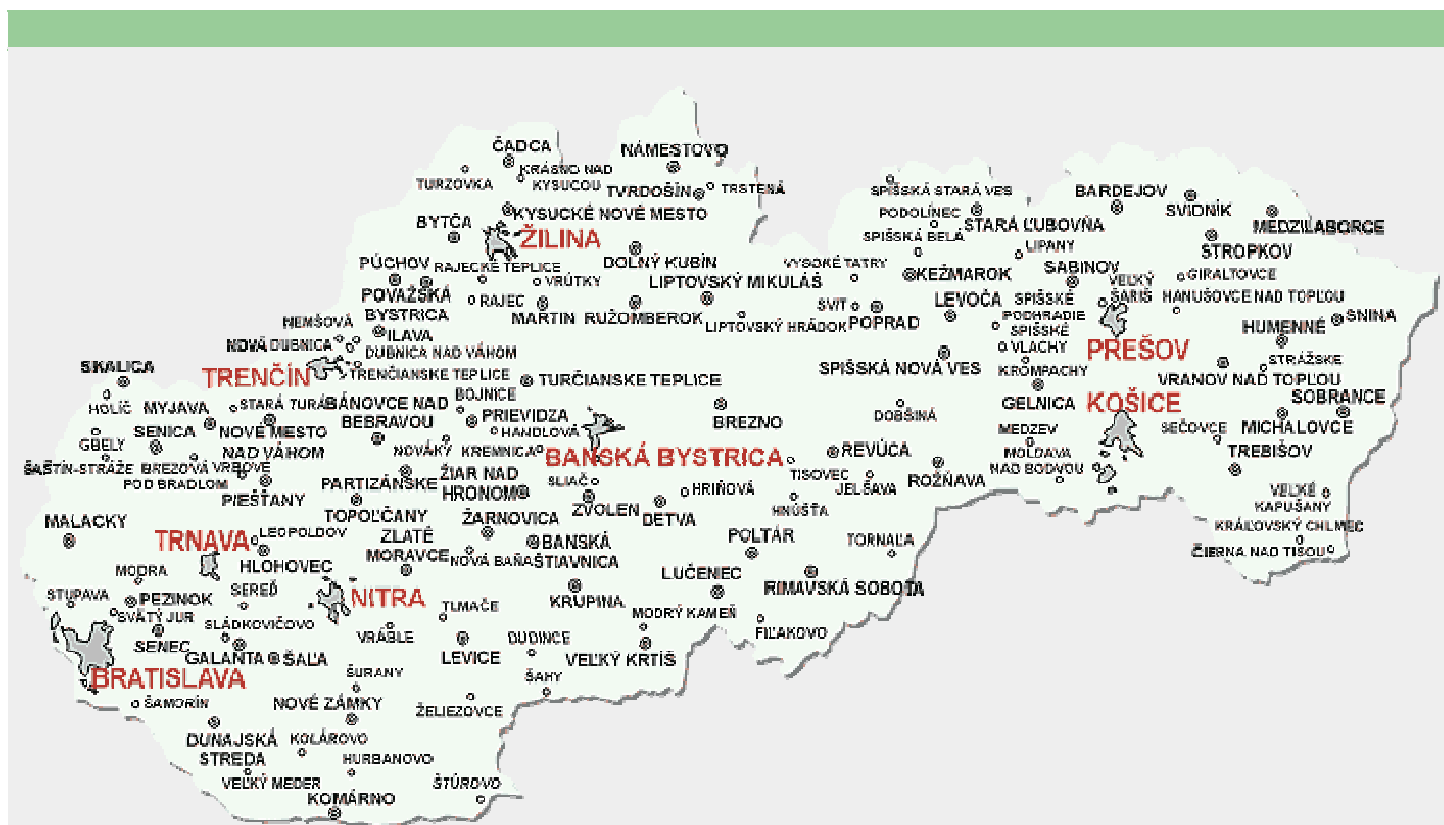 ČADCA
NÁMESTOVO
KRÁSNO NAD
KYSUCOU
TURZOVKA
TVRDOŠÍN
TRSTENÁ
SPIŠSKÁ STARÁ VES
BARDEJOV
SVIDNÍK
MEDZILABORCE
BYTČA
KYSUCKÉ NOVÉ MESTO
PODOLÍNEC
STARÁ ĽUBOVŇA
ŽILINA
SPIŠSKÁ BELÁ
LIPANY
STROPKOV
PÚCHOV
RAJECKÉ TEPLICE
VRÚTKY
DOLNÝ KUBÍN
LIPTOVSKÝ MIKULÁŠ
VYSOKÉ TATRY
KEŽMAROK
SABINOV
VEĽKÝ
ŠARIŠ
GIRALTOVCE
POVAŽSKÁ
BYSTRICA
RAJEC
MARTIN
RUŽOMBEROK
LIPTOVSKÝ HRÁDOK
SVIT
POPRAD
LEVOČA
SPIŠSKÉ
PODHRADIE
HANUŠOVCE NAD TOPĽOU
NEMŠOVÁ
ILAVA
SPIŠSKÉ
VLACHY
HUMENNÉ
SNINA
NOVÁ DUBNICA
DUBNICA NAD VÁHOM
PREŠOV
STRÁŽSKE
SKALICA
TRENČÍN
TRENČIANSKE TEPLICE
TURČIANSKE TEPLICE
SPIŠSKÁ NOVÁ VES
KROMPACHY
VRANOV NAD TOPĽOU
HOLÍČ
MYJAVA
STARÁ TURÁ
BÁNOVCE NAD
BEBRAVOU
BOJNICE
PRIEVIDZA
BREZNO
DOBŠINÁ
GELNICA
KOŠICE
SOBRANCE
SENICA
NOVÉ MESTO
NAD VÁHOM
HANDLOVÁ
MEDZEV
SEČOVCE
MICHALOVCE
GBELY
NOVÁKY
KREMNICA
BANSKÁ BYSTRICA
REVÚCA
MOLDAVA
NAD BODVOU
TREBIŠOV
ŠAŠTÍN-STRÁŽE
BREZOVÁ
POD BRADLOM
VRBOVÉ
PIEŠŤANY
PARTIZÁNSKE
ŽIAR NAD
HRONOM
SLIAČ
TISOVEC
JELŠAVA
ROŽŇAVA
HRIŇOVÁ
HNÚŠŤA
VEĽKÉ
KAPUŠANY
MALACKY
TOPOĽČANY
ŽARNOVICA
ZVOLEN
DETVA
KRÁĽOVSKÝ CHLMEC
TRNAVA
LEOPOLDOV
ZLATÉ
MORAVCE
NOVÁ BAŇA
BANSKÁ
ŠTIAVNICA
POLTÁR
TORNAĽA
ČIERNA NAD TISOU
MODRA
HLOHOVEC
LUČENEC
RIMAVSKÁ SOBOTA
STUPAVA
PEZINOK
SEREĎ
NITRA
TLMAČE
KRUPINA
MODRÝ KAMEŇ
SVÄTÝ JUR
SLÁDKOVIČOVO
VRÁBLE
DUDINCE
FIĽAKOVO
SENEC
GALANTA
ŠAĽA
LEVICE
VEĽKÝ KRTÍŠ
BRATISLAVA
ŠURANY
ŠAHY
ŠAMORÍN
NOVÉ ZÁMKY
ŽELIEZOVCE
DUNAJSKÁ
STREDA
KOLÁROVO
HURBANOVO
VEĽKÝ MEDER
ŠTÚROVO
KOMÁRNO